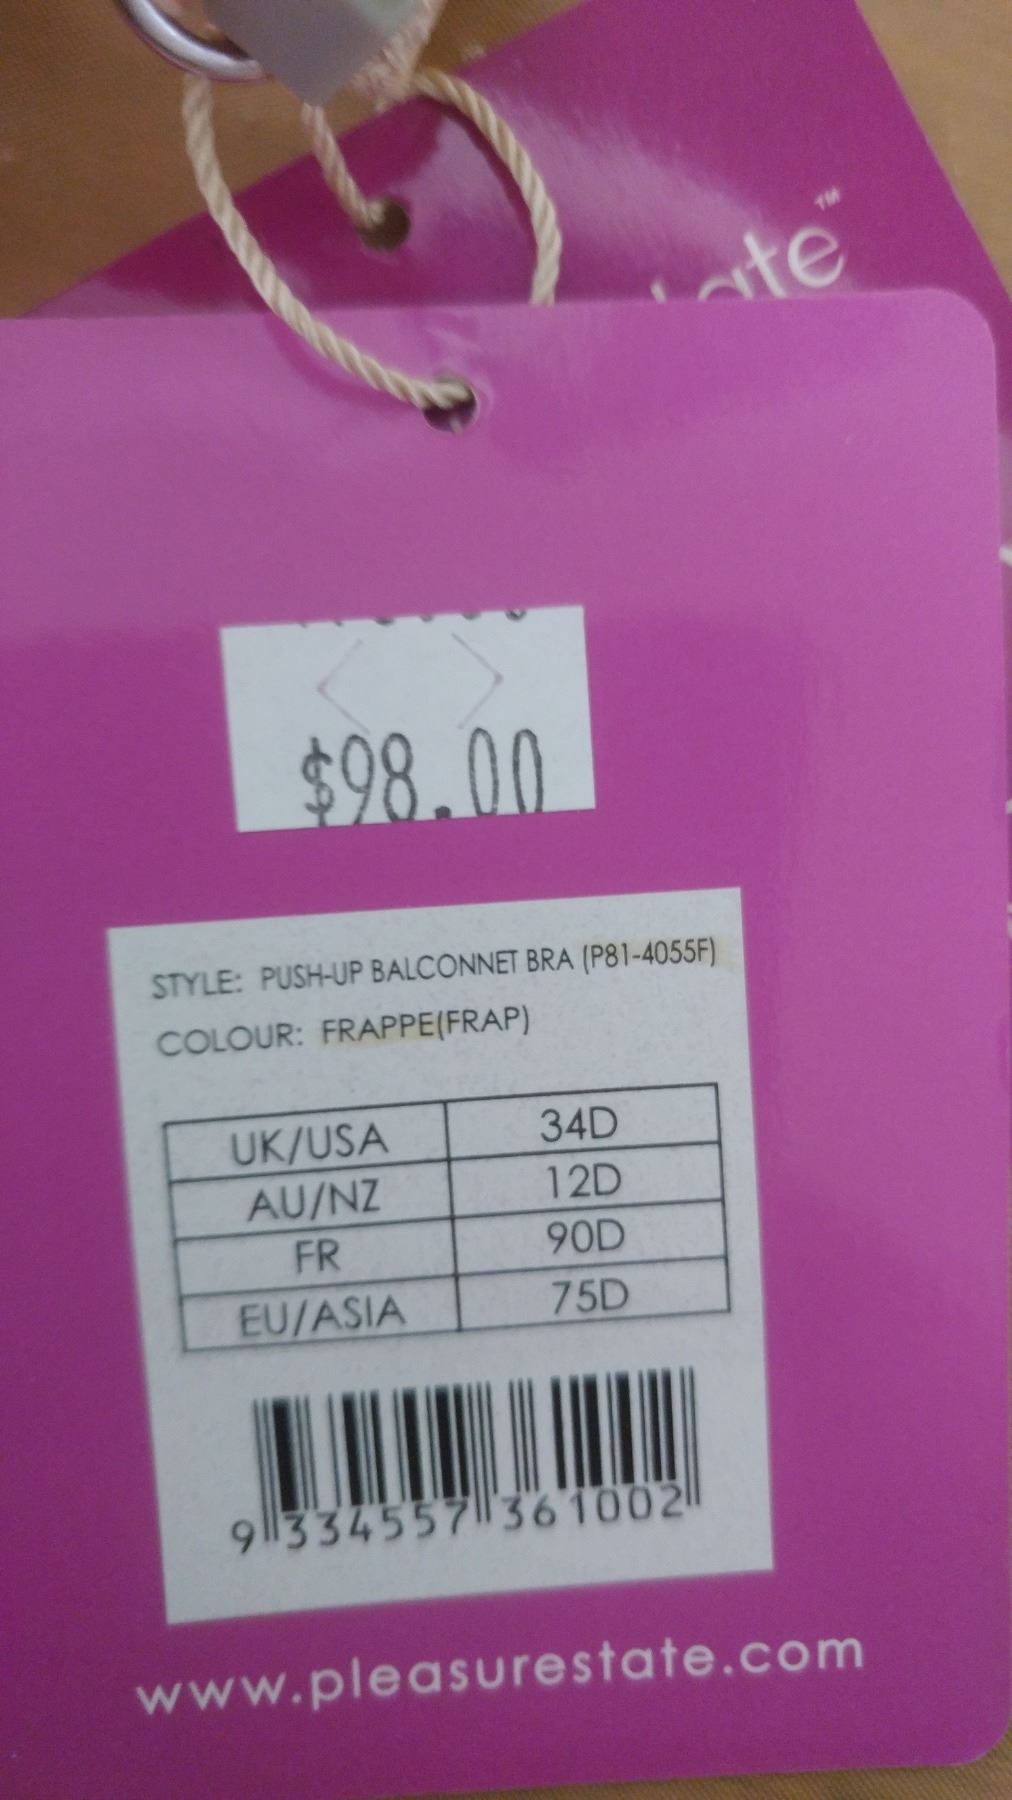 ate™
$98.00
STYLE: PUSH-UP BALCONNET BRA (P81-4055F)
COLOUR: FRAPPE(FRAP)
UK/USA 34D
AU/NZ 12D
FR 90D
EU/ASIA 75D
9 334557 361002
www.pleasurestate.com